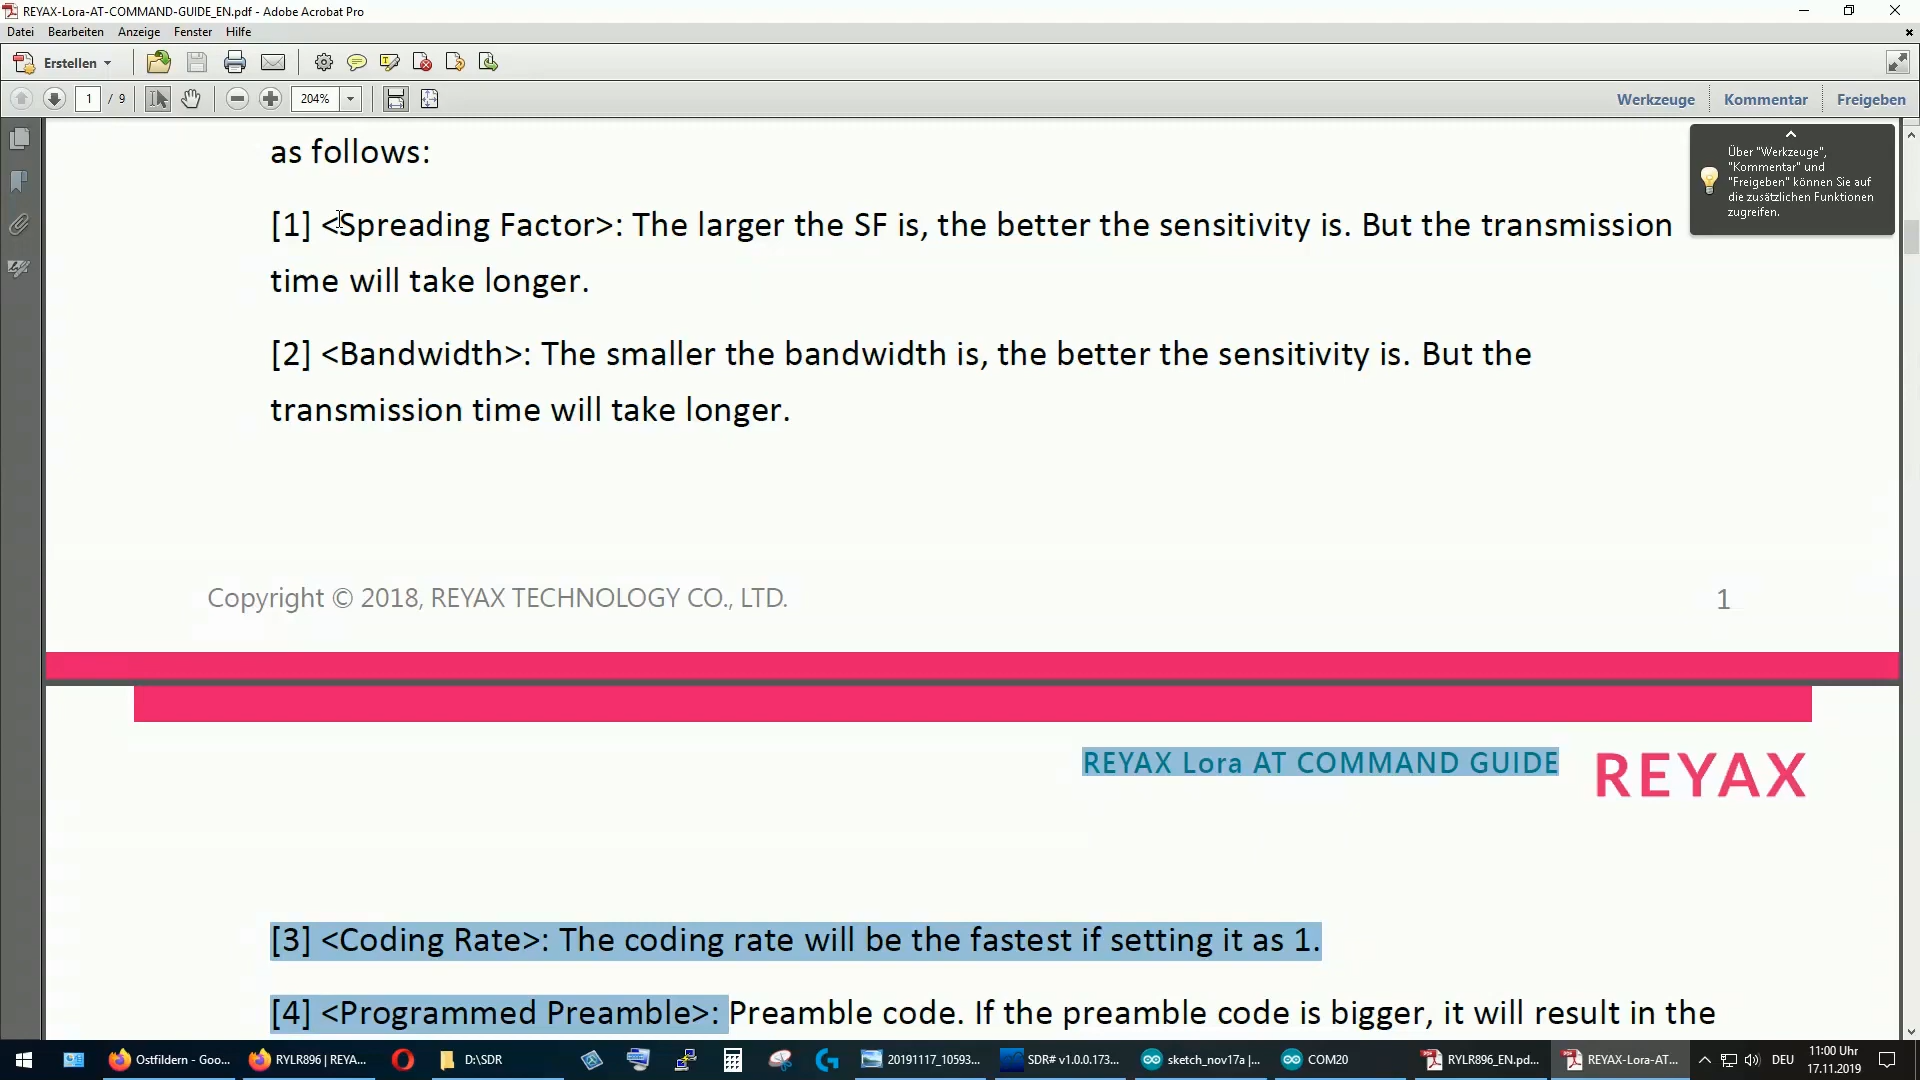 REYAX-Lora-AT-COMMAND-GUIDE_EN.pdf - Adobe Acrobat Pro
Datei Bearbeiten Anzeige Fenster Hilfe
Erstellen
1 / 9 204% Werkzeuge Kommentar Freigeben
as follows:
Über "Werkzeuge",
"Kommentar" und
"Freigeben" können Sie auf
die zusätzlichen Funktionen
zugreifen.
[1] <Spreading Factor>: The larger the SF is, the better the sensitivity is. But the transmission
time will take longer.
[2] <Bandwidth>: The smaller the bandwidth is, the better the sensitivity is. But the
transmission time will take longer.
Copyright © 2018, REYAX TECHNOLOGY CO., LTD. 1
REYAX Lora AT COMMAND GUIDE REYAX
[3] <Coding Rate>: The coding rate will be the fastest if setting it as 1.
[4] <Programmed Preamble>: Preamble code. If the preamble code is bigger, it will result in the
Ostfildern - Goo... RYLR896 | REYA... D:\SDR 20191117_10593... SDR# v1.0.0.173... sketch_nov17a |... COM20 RYLR896_EN.pd... REYAX-Lora-AT... DEU 11:00 Uhr
17.11.2019